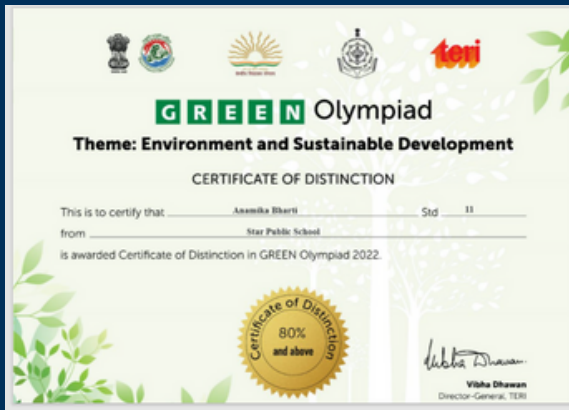 teri
GREEN Olympiad
Theme: Environment and Sustainable Development
CERTIFICATE OF DISTINCTION
This is to certify that Anamika Bharti Std 11
from Star Public School
is awarded Certificate of Distinction in GREEN Olympiad 2022.
Certificate of Distinction
80%
and above
Vibha Dhawan
Vibha Dhawan
Director-General, TERI